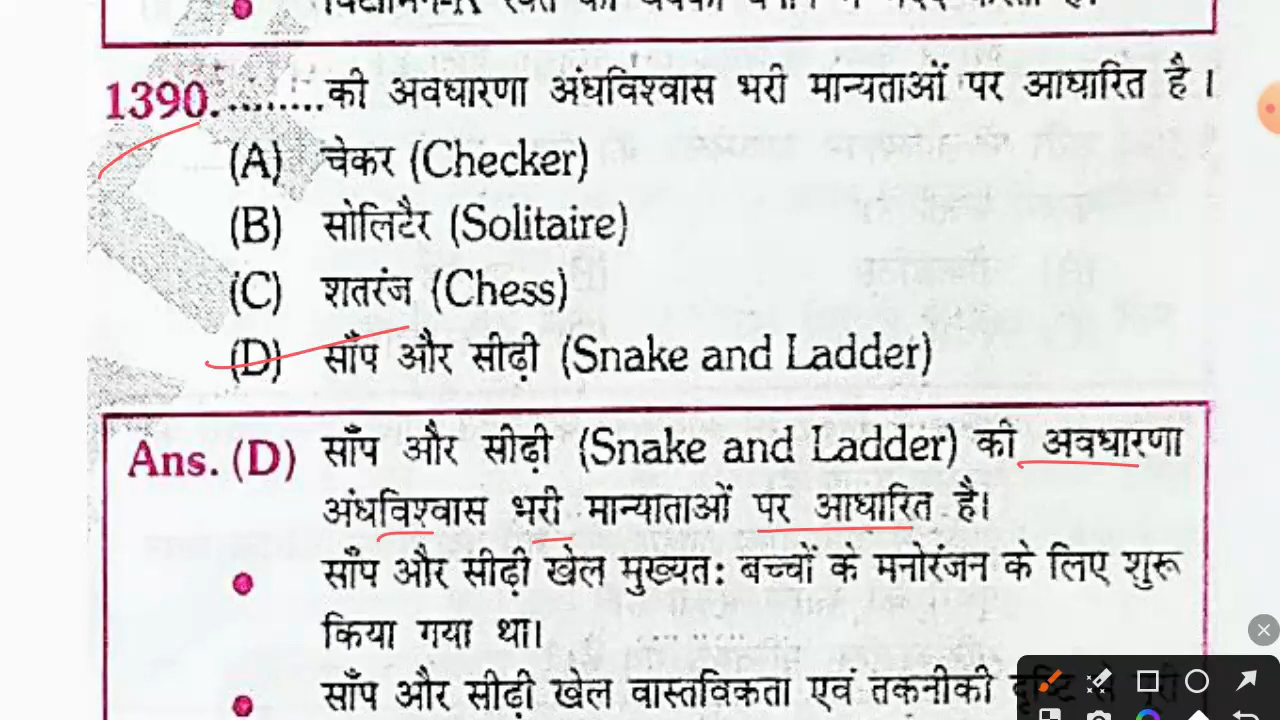 1390. ........की अवधारणा अंधविश्वास भरी मान्यताओं पर आधारित है ।
(A) चेकर (Checker)
(B) सोलिटैर (Solitaire)
(C) शतरंज (Chess)
(D) साँप और सीढ़ी (Snake and Ladder)
Ans. (D) साँप और सीढ़ी (Snake and Ladder) की अवधारणा
अंधविश्वास भरी मान्याताओं पर आधारित है।
साँप और सीढ़ी खेल मुख्यत: बच्चों के मनोरंजन के लिए शुरू
किया गया था।
साँप और सीढ़ी खेल वास्तविकता एवं तकनीकी